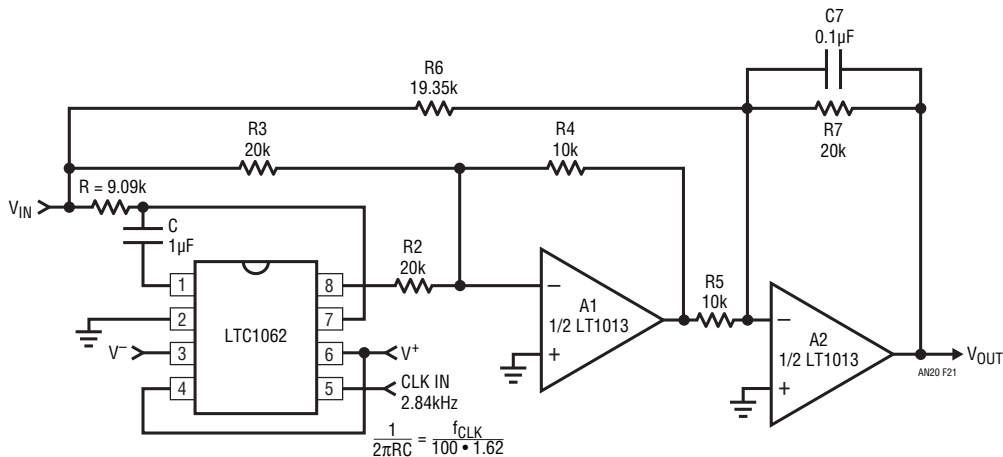 C7
0.1µF
R6
19.35k
R7
20k
R3
20k
R4
10k
R = 9.09k
VIN
C
1µF
R2
20k
1
2
3
4
8
7
6
5
LTC1062
V–
V+
CLK IN
2.84kHz
–
+
A1
1/2 LT1013
R5
10k
–
+
A2
1/2 LT1013
VOUT
AN20 F21
1/2πRC = fCLK/100 • 1.62